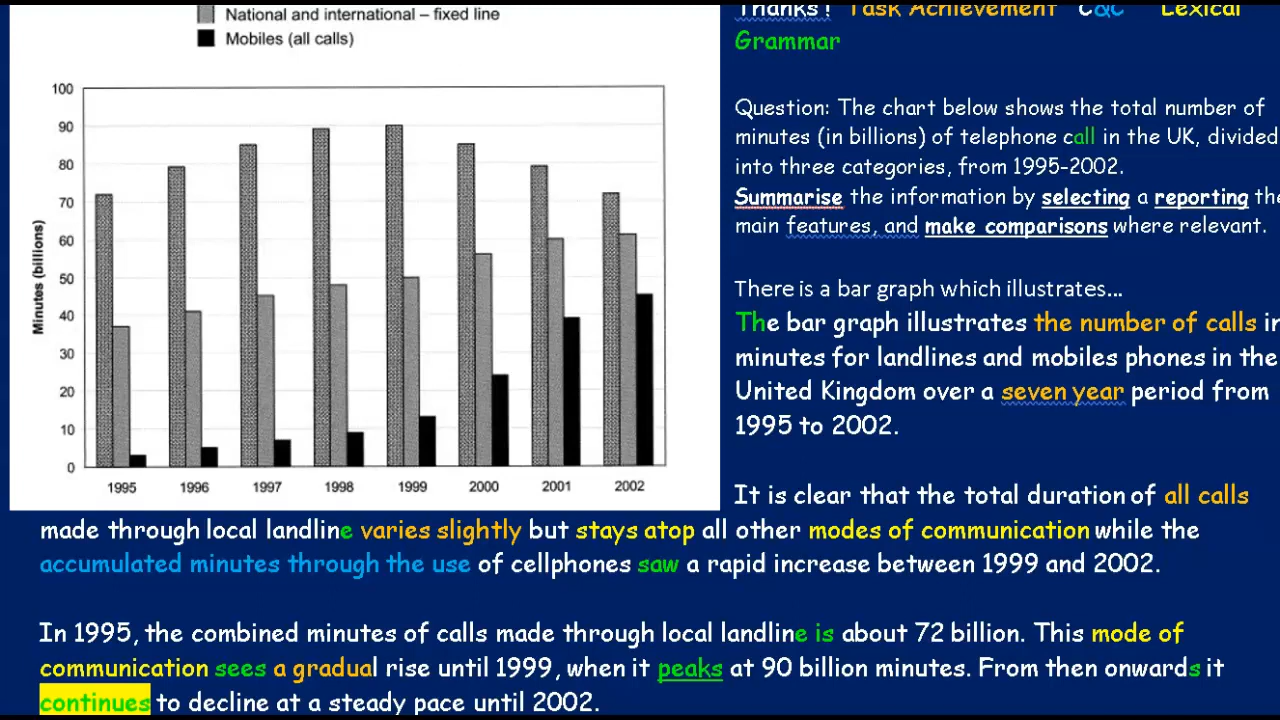 National and international – fixed line
Mobiles (all calls)
Minutes (billions)
100
90
80
70
60
50
40
30
20
10
0
1995 1996 1997 1998 1999 2000 2001 2002
Thanks! Task Achievement C&C Lexical
Grammar
Question: The chart below shows the total number of
minutes (in billions) of telephone call in the UK, divided
into three categories, from 1995-2002.
Summarise the information by selecting a reporting the
main features, and make comparisons where relevant.
There is a bar graph which illustrates...
The bar graph illustrates the number of calls in
minutes for landlines and mobiles phones in the
United Kingdom over a seven year period from
1995 to 2002.
It is clear that the total duration of all calls
made through local landline varies slightly but stays atop all other modes of communication while the
accumulated minutes through the use of cellphones saw a rapid increase between 1999 and 2002.
In 1995, the combined minutes of calls made through local landline is about 72 billion. This mode of
communication sees a gradual rise until 1999, when it peaks at 90 billion minutes. From then onwards it
continues to decline at a steady pace until 2002.